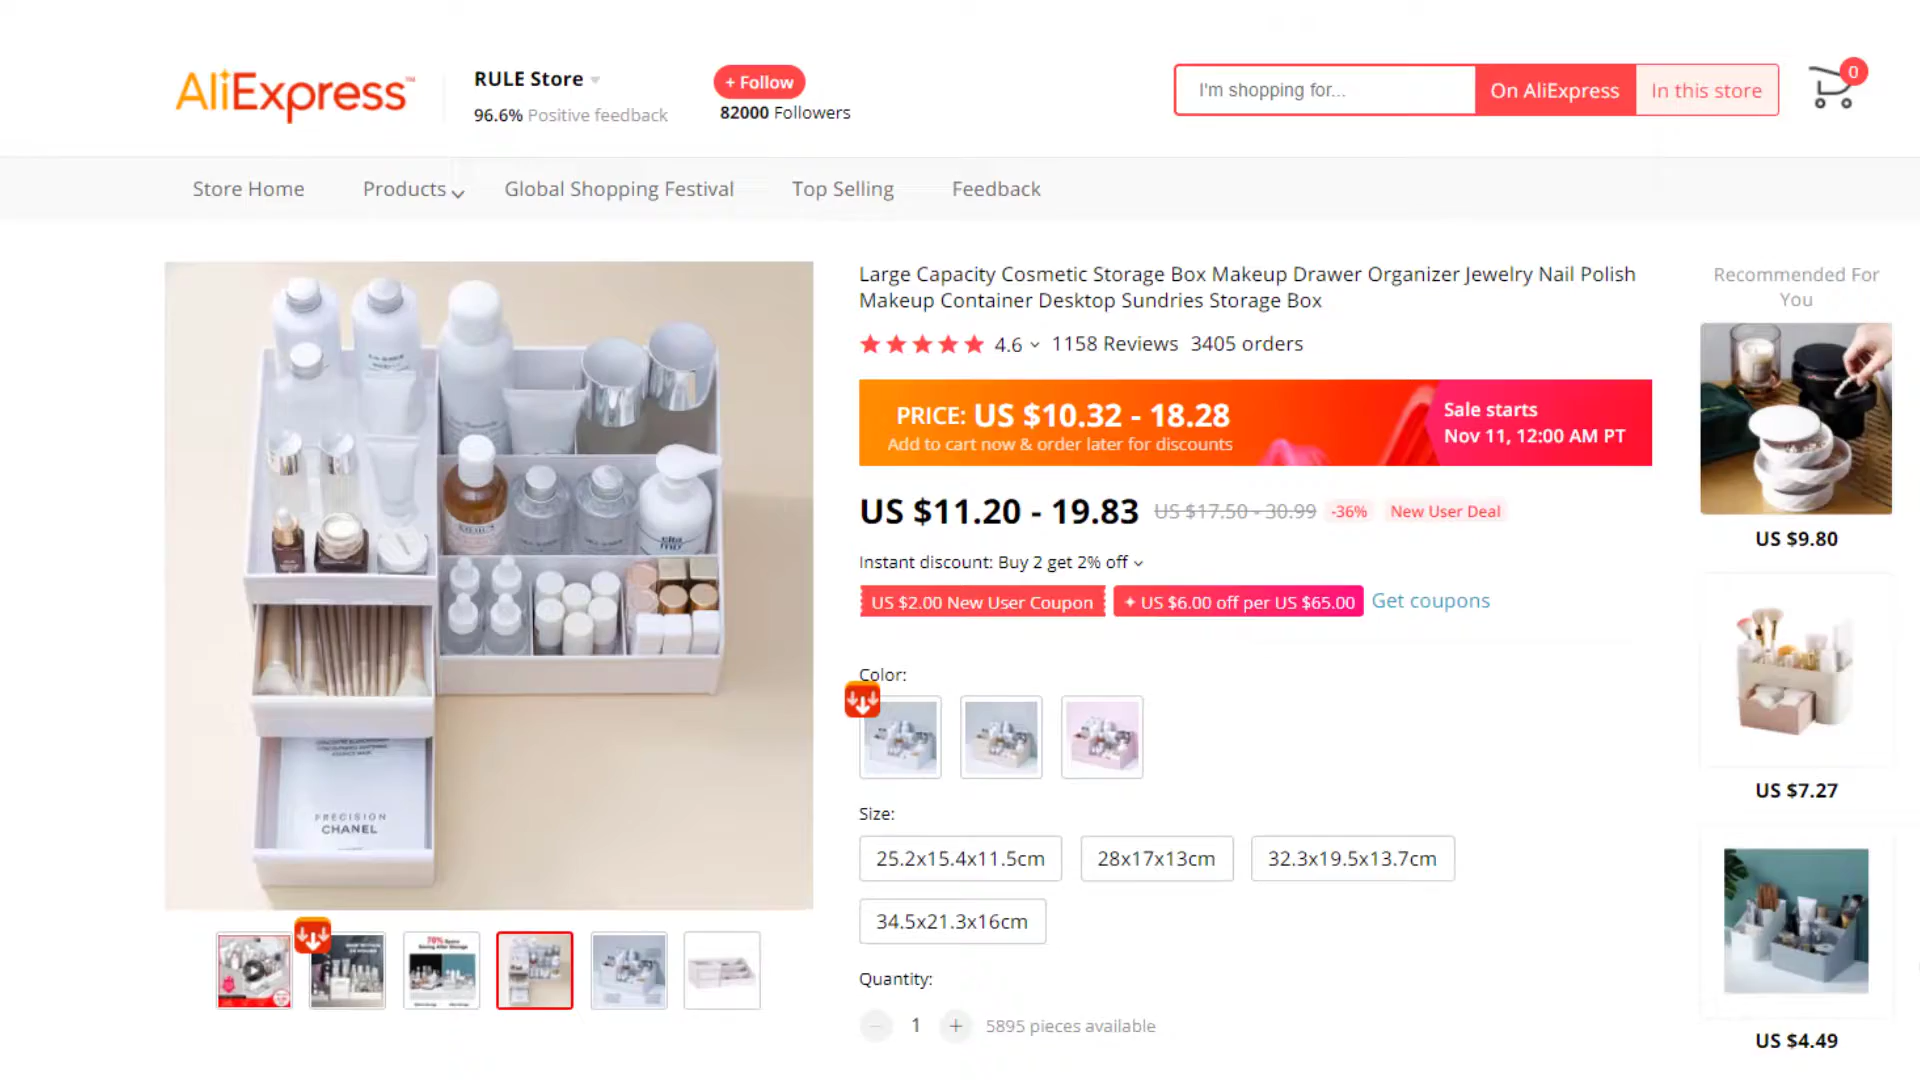 AliExpress™
RULE Store
96.6% Positive feedback
+ Follow
82000 Followers
I'm shopping for...
On AliExpress
In this store
0
Store Home
Products
Global Shopping Festival
Top Selling
Feedback
Large Capacity Cosmetic Storage Box Makeup Drawer Organizer Jewelry Nail Polish
Makeup Container Desktop Sundries Storage Box
4.6
1158 Reviews
3405 orders
PRICE: US $10.32 - 18.28
Add to cart now & order later for discounts
Sale starts
Nov 11, 12:00 AM PT
US $11.20 - 19.83
US $17.50 - 30.99
-36%
New User Deal
Instant discount: Buy 2 get 2% off
US $2.00 New User Coupon
US $6.00 off per US $65.00
Get coupons
Color:
Size:
25.2x15.4x11.5cm
28x17x13cm
32.3x19.5x13.7cm
34.5x21.3x16cm
Quantity:
1
5895 pieces available
Recommended For
You
US $9.80
US $7.27
US $4.49
PRECISION
CHANEL
elta
MD
70%